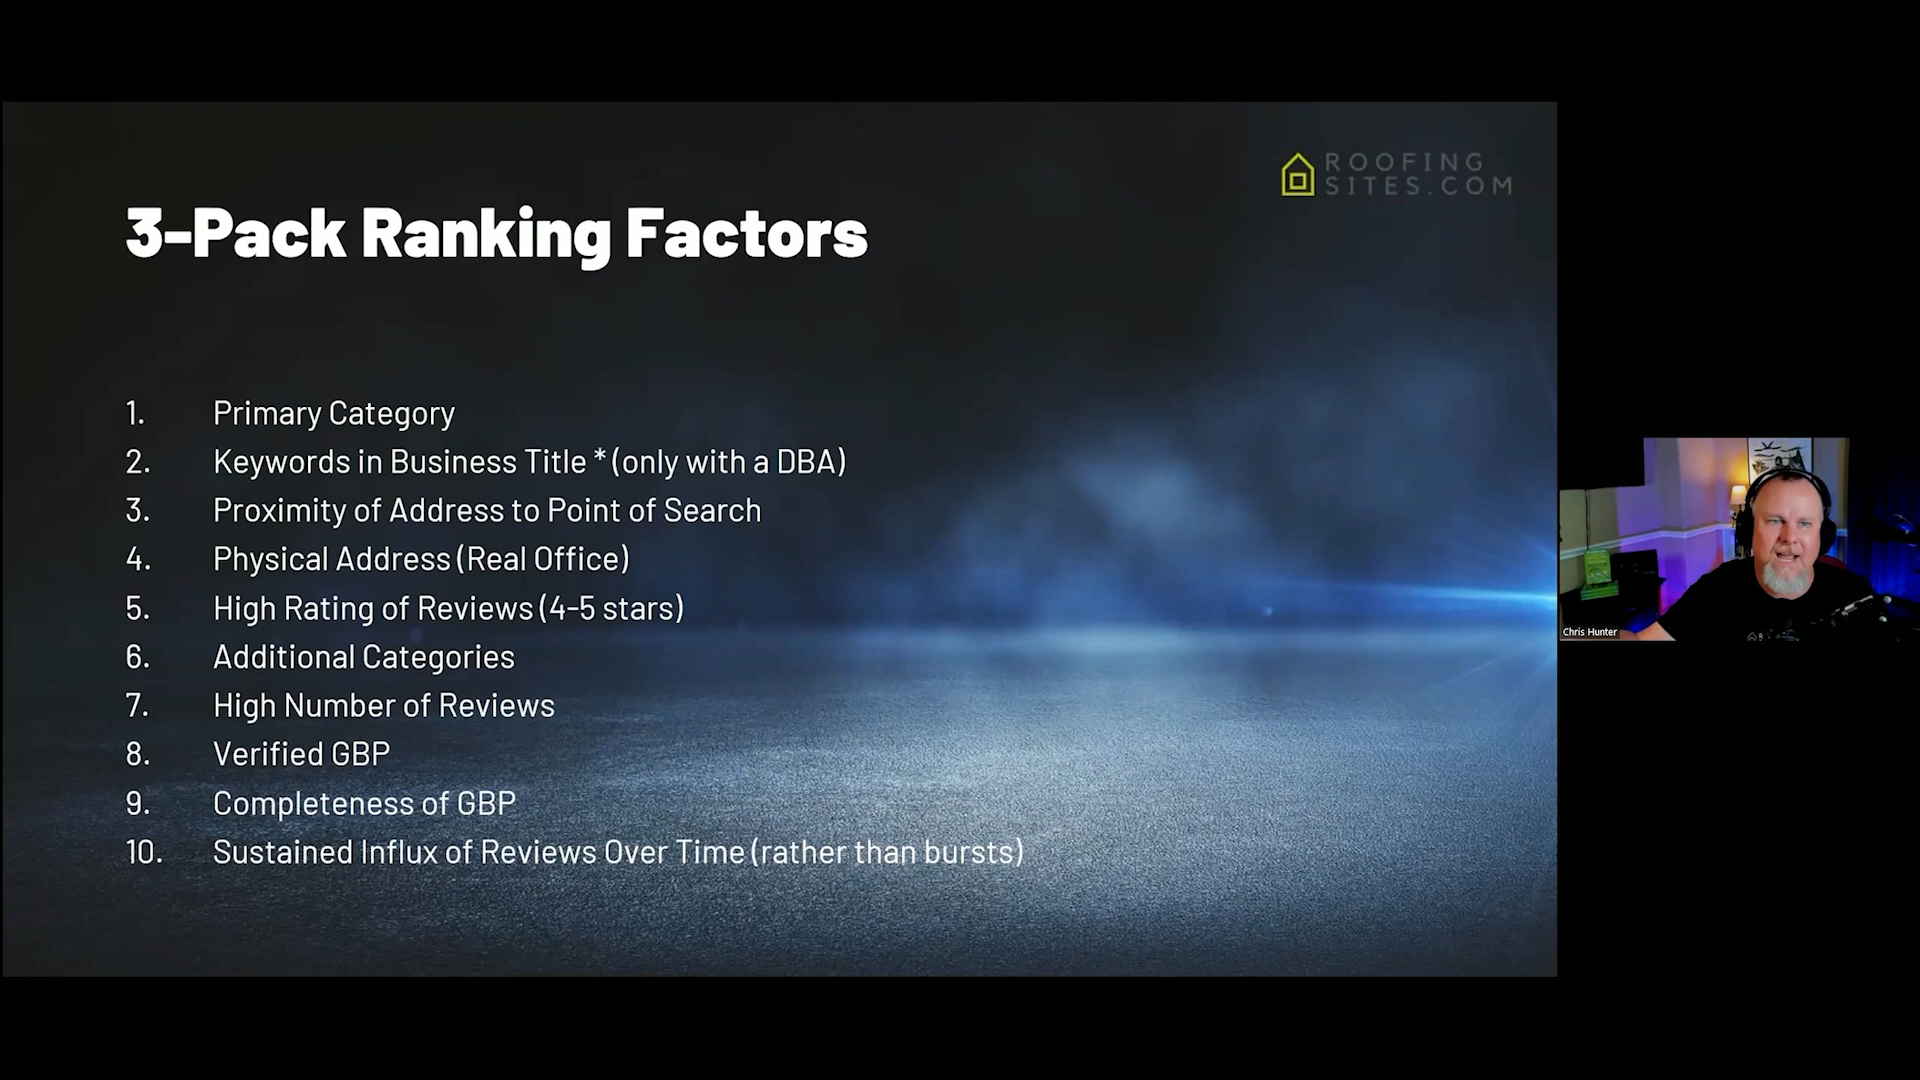 ROOFING
SITES.COM
3-Pack Ranking Factors
1. Primary Category
2. Keywords in Business Title * (only with a DBA)
3. Proximity of Address to Point of Search
4. Physical Address (Real Office)
5. High Rating of Reviews (4-5 stars)
6. Additional Categories
7. High Number of Reviews
8. Verified GBP
9. Completeness of GBP
10. Sustained Influx of Reviews Over Time (rather than bursts)
Chris Hunter